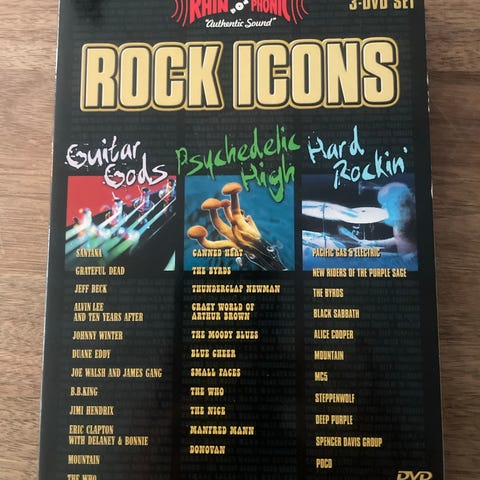 RHINOPHONIC
"Authentic Sound"
3-DVD SET
ROCK ICONS
Guitar
Gods
SANTANA
GRATEFUL DEAD
JEFF BECK
ALVIN LEE
AND TEN YEARS AFTER
JOHNNY WINTER
DUANE EDDY
JOE WALSH AND JAMES GANG
B.B.KING
JIMI HENDRIX
ERIC CLAPTON
WITH DELANEY & BONNIE
MOUNTAIN
THE WHO
Psychedelic
High
CANNED HEAT
THE BYRDS
THUNDERCLAP NEWMAN
CRAZY WORLD OF
ARTHUR BROWN
THE MOODY BLUES
BLUE CHEER
SMALL FACES
THE WHO
THE NICE
MANFRED MANN
DONOVAN
Hard
Rockin'
PACIFIC GAS & ELECTRIC
NEW RIDERS OF THE PURPLE SAGE
THE BYRDS
BLACK SABBATH
ALICE COOPER
MOUNTAIN
MC5
STEPPENWOLF
DEEP PURPLE
SPENCER DAVIS GROUP
POCO
DVD